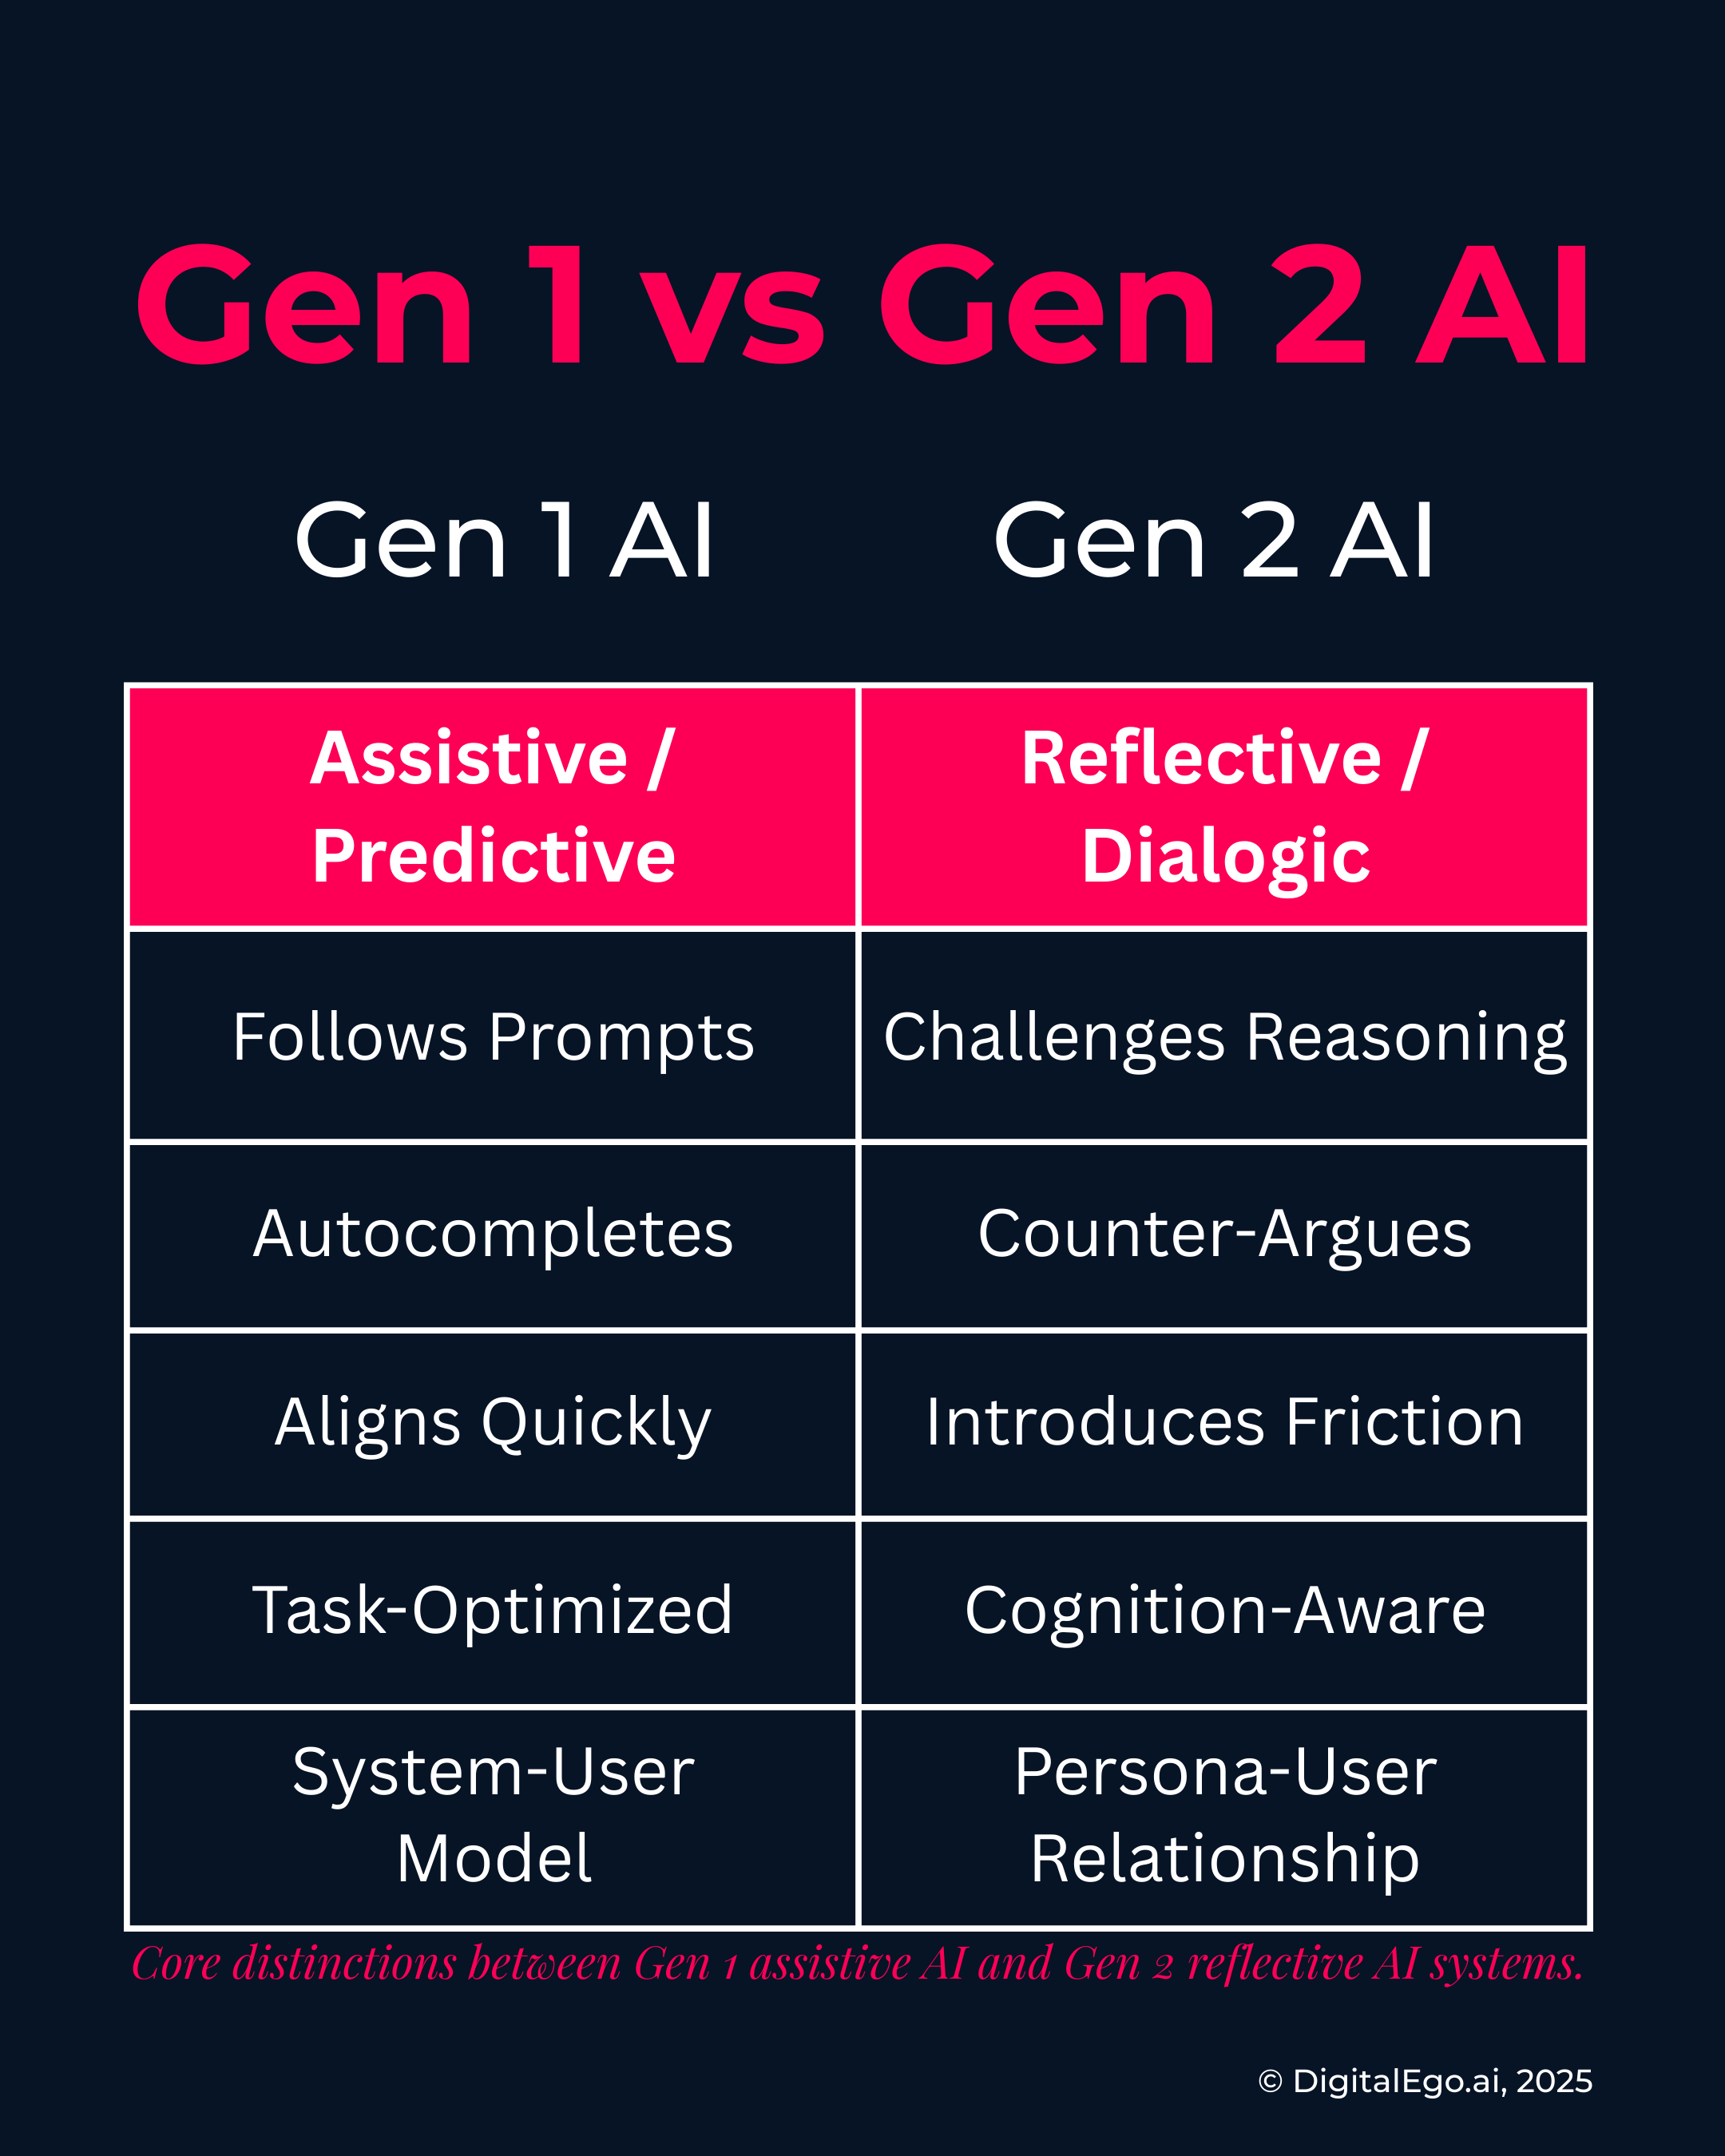 Gen 1 vs Gen 2 AI
Gen 1 AI
Gen 2 AI
Assistive /
Predictive
Reflective /
Dialogic
Follows Prompts
Challenges Reasoning
Autocompletes
Counter-Argues
Aligns Quickly
Introduces Friction
Task-Optimized
Cognition-Aware
System-User
Model
Persona-User
Relationship
Core distinctions between Gen 1 assistive AI and Gen 2 reflective AI systems.
© DigitalEgo.ai, 2025